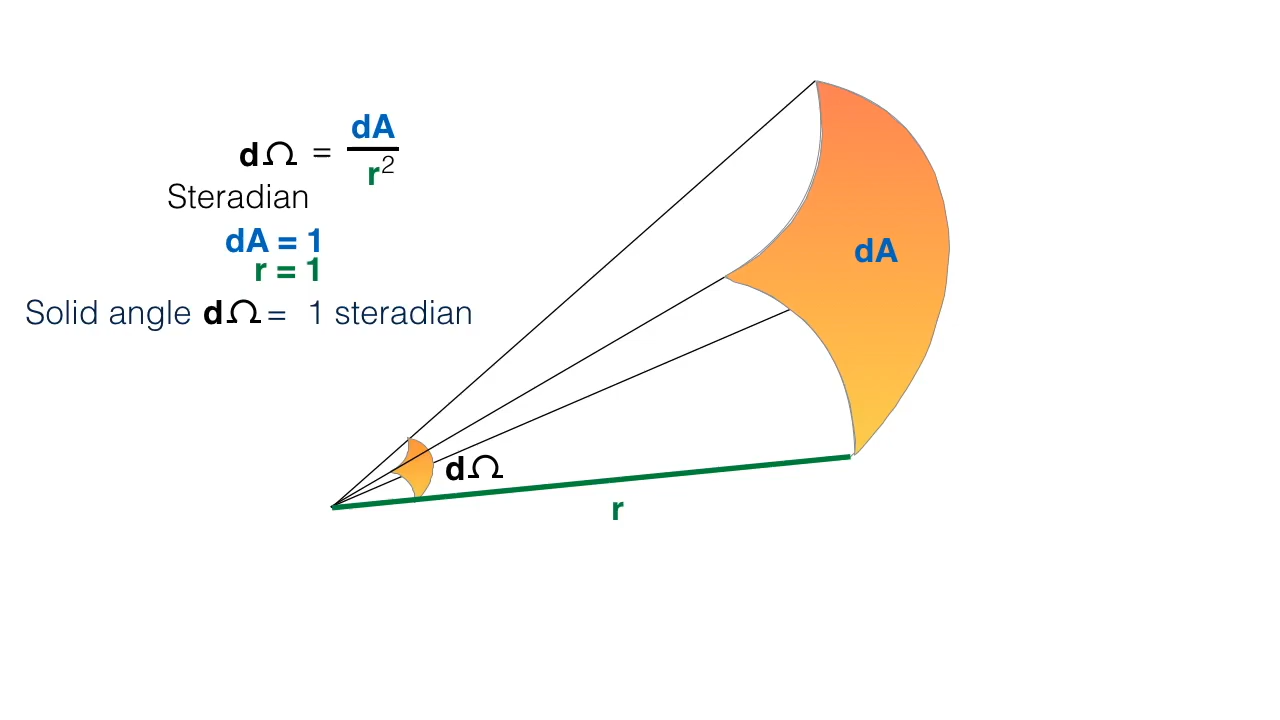 dΩ = dA / r²
Steradian
dA = 1
r = 1
Solid angle dΩ = 1 steradian
dA
dΩ
r